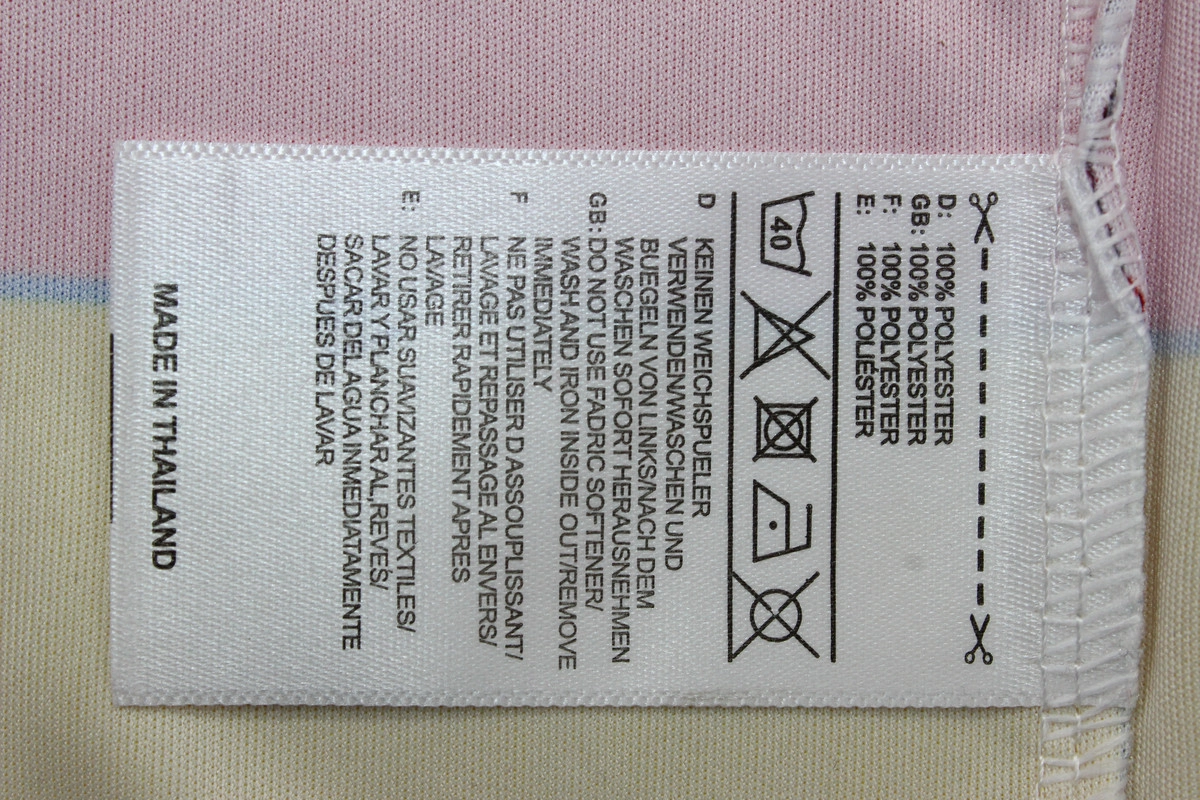 D: 100% POLYESTER
GB: 100% POLYESTER
F: 100% POLYESTER
E: 100% POLIÉSTER
40
D KEINEN WEICHSPUELER
VERWENDEN/WASCHEN UND
BUEGELN VON LINKS/NACH DEM
WASCHEN SOFORT HERAUSNEHMEN
GB: DO NOT USE FADRIC SOFTENER/
WASH AND IRON INSIDE OUT/REMOVE
IMMEDIATELY
F NE PAS UTILISER D ASSOUPLISSANT/
LAVAGE ET REPASSAGE AL ENVERS/
RETIRER RAPIDEMENT APRES
LAVAGE
E: NO USAR SUAVIZANTES TEXTILES/
LAVAR Y PLANCHAR AL,REVES/
SACAR DEL AGUA INMEDIATAMENTE
DESPUES DE LAVAR
MADE IN THAILAND